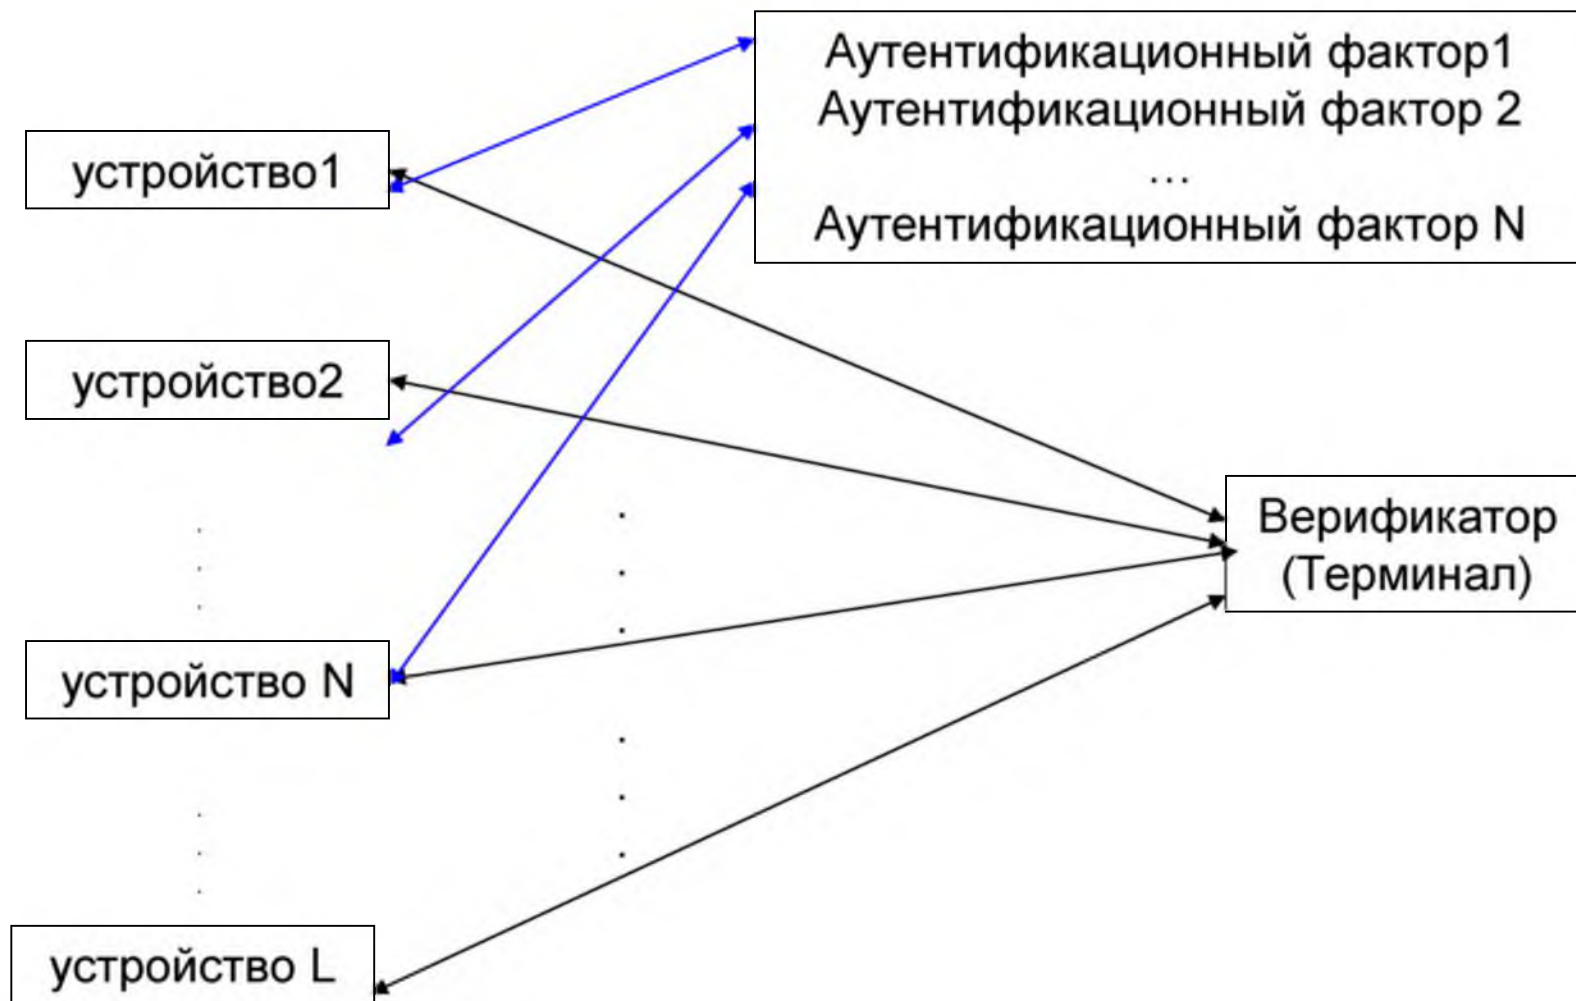 Аутентификационный фактор1
Аутентификационный фактор 2
...
Аутентификационный фактор N
устройство1
устройство2
устройство N
устройство L
Верификатор
(Терминал)